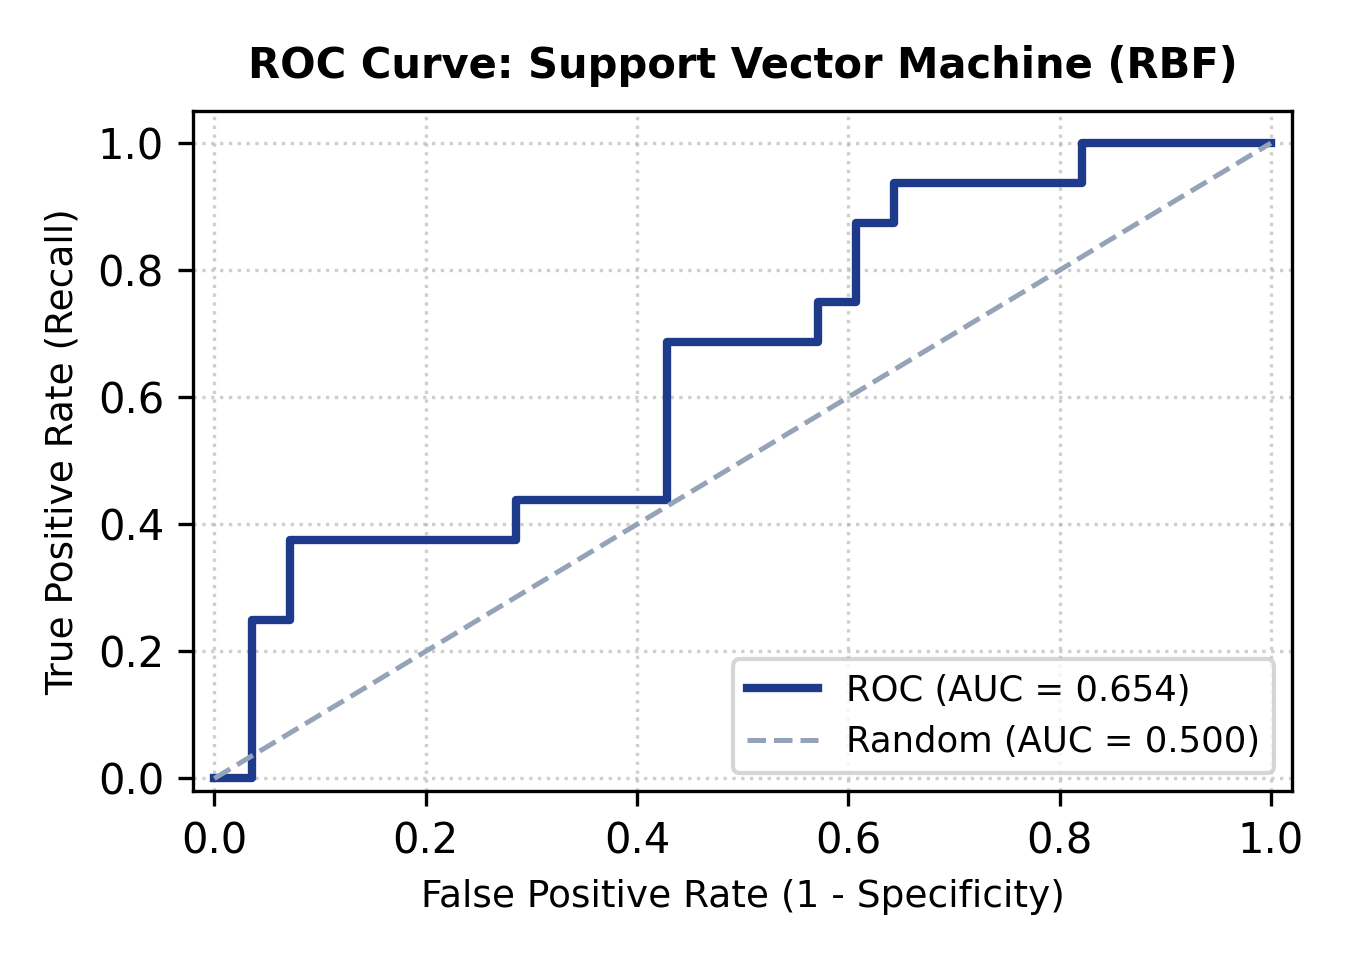 ROC Curve: Support Vector Machine (RBF)
True Positive Rate (Recall)
1.0
0.8
0.6
0.4
0.2
0.0
ROC (AUC = 0.654)
Random (AUC = 0.500)
0.0 0.2 0.4 0.6 0.8 1.0
False Positive Rate (1 - Specificity)